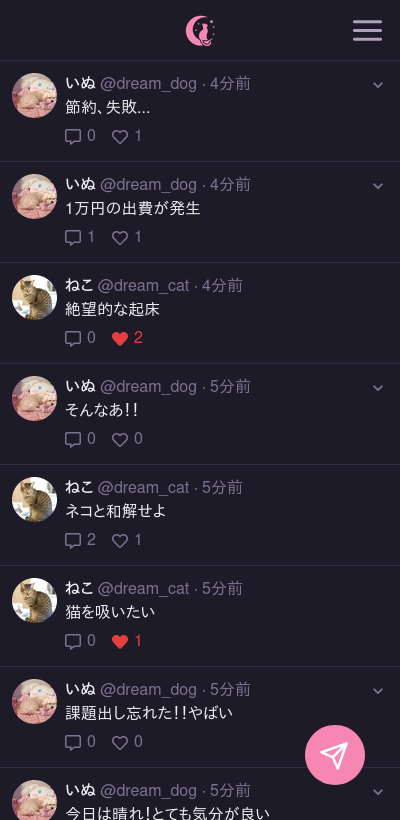 いぬ @dream_dog · 4分前
節約、失敗...
0 1
いぬ @dream_dog · 4分前
1万円の出費が発生
1 1
ねこ @dream_cat · 4分前
絶望的な起床
0 2
いぬ @dream_dog · 5分前
そんなあ！！
0 0
ねこ @dream_cat · 5分前
ネコと和解せよ
2 1
ねこ @dream_cat · 5分前
猫を吸いたい
0 1
いぬ @dream_dog · 5分前
課題出し忘れた！！やばい
0 0
いぬ @dream_dog · 5分前
今日は晴れ！とても気分が良い